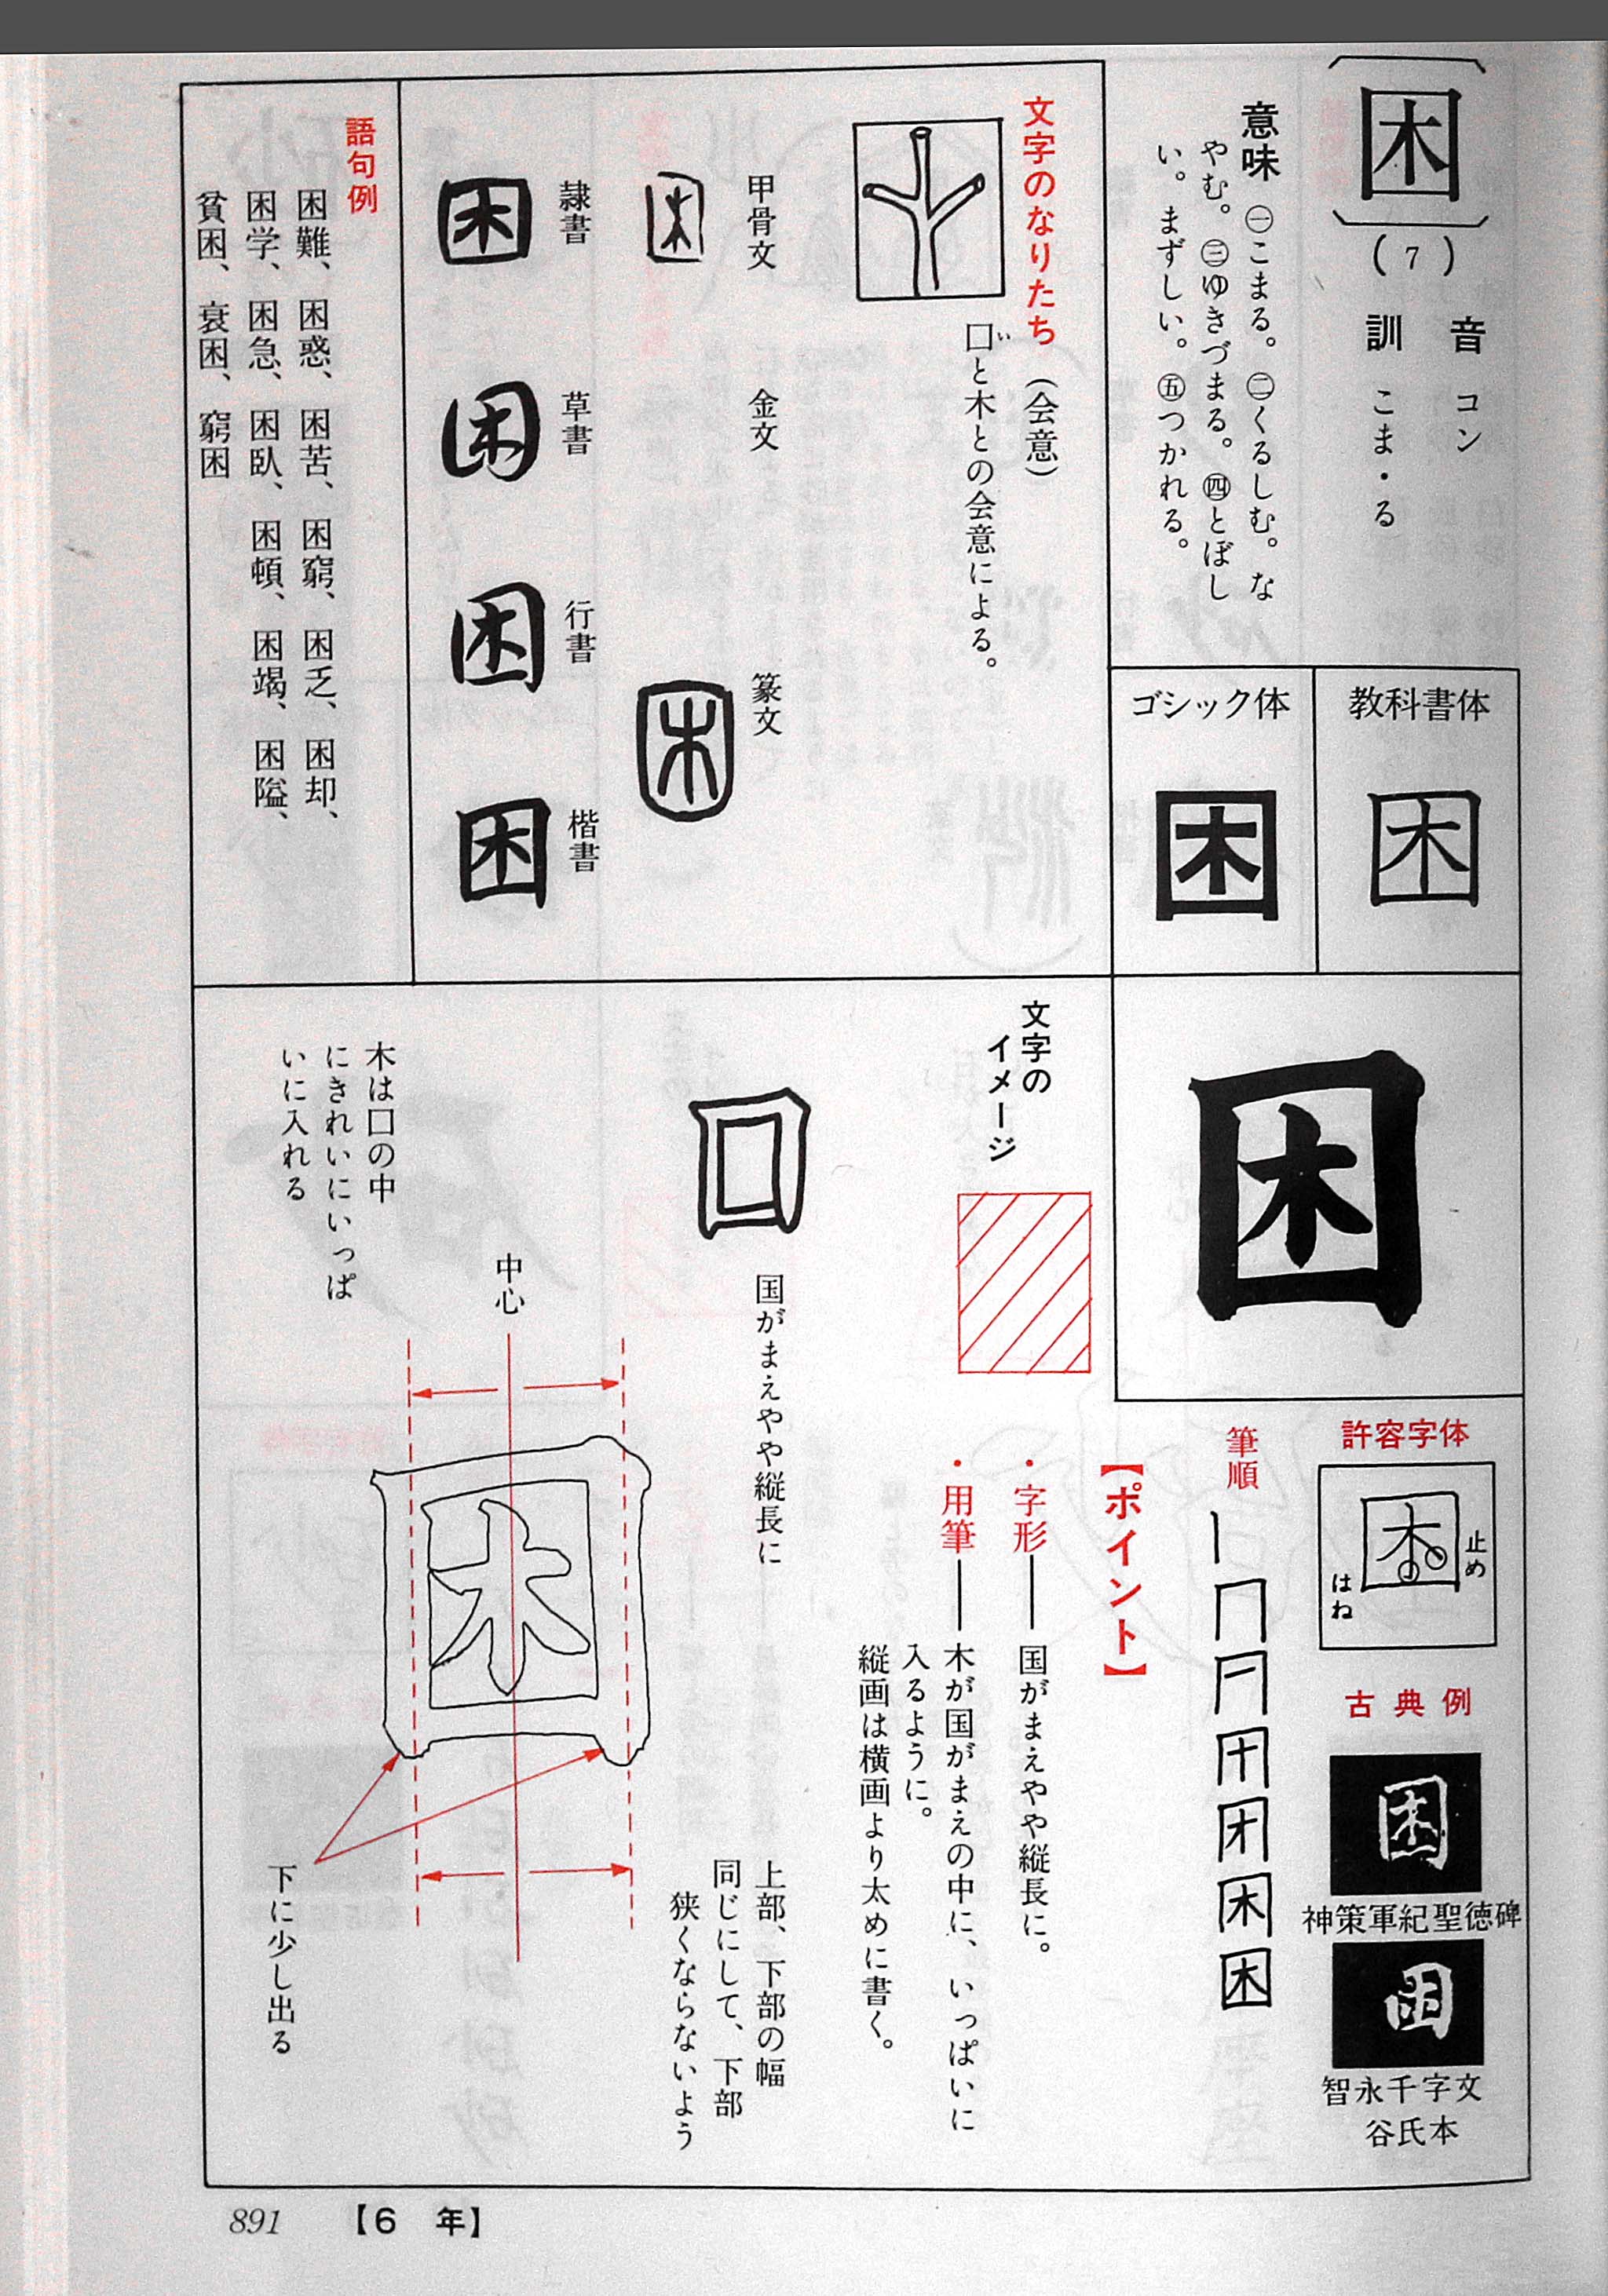 困
(7)
音 コン
訓 こま・る
意味 ㊀こまる。㊁くるしむ。な
やむ。㊂ゆきづまる。㊃とぼし
い。まずしい。㊄つかれる。
教科書体
困
ゴシック体
困
文字のなりたち (会意)
囗と木との会意による。
い
甲骨文
金文
篆文
隷書
困
草書
困
行書
困
楷書
困
語句例
困難、困惑、困苦、困窮、困乏、困却、
困学、困急、困臥、困頓、困竭、困隘、
貧困、衰困、窮困
困
許容字体
困
止め
はね
古典例
困
神策軍紀聖徳碑
困
智永千字文
谷氏本
筆順
【ポイント】
・字形―国がまえやや縦長に。
・用筆―木が国がまえの中に、いっぱいに
入るように。
縦画は横画より太めに書く。
文字の
イメージ
国がまえやや縦長に
上部、下部の幅
同じにして、下部
狭くならないよう
中心
木は囗の中
にきれいにいっぱ
いに入れる
下に少し出る
891 【6 年】